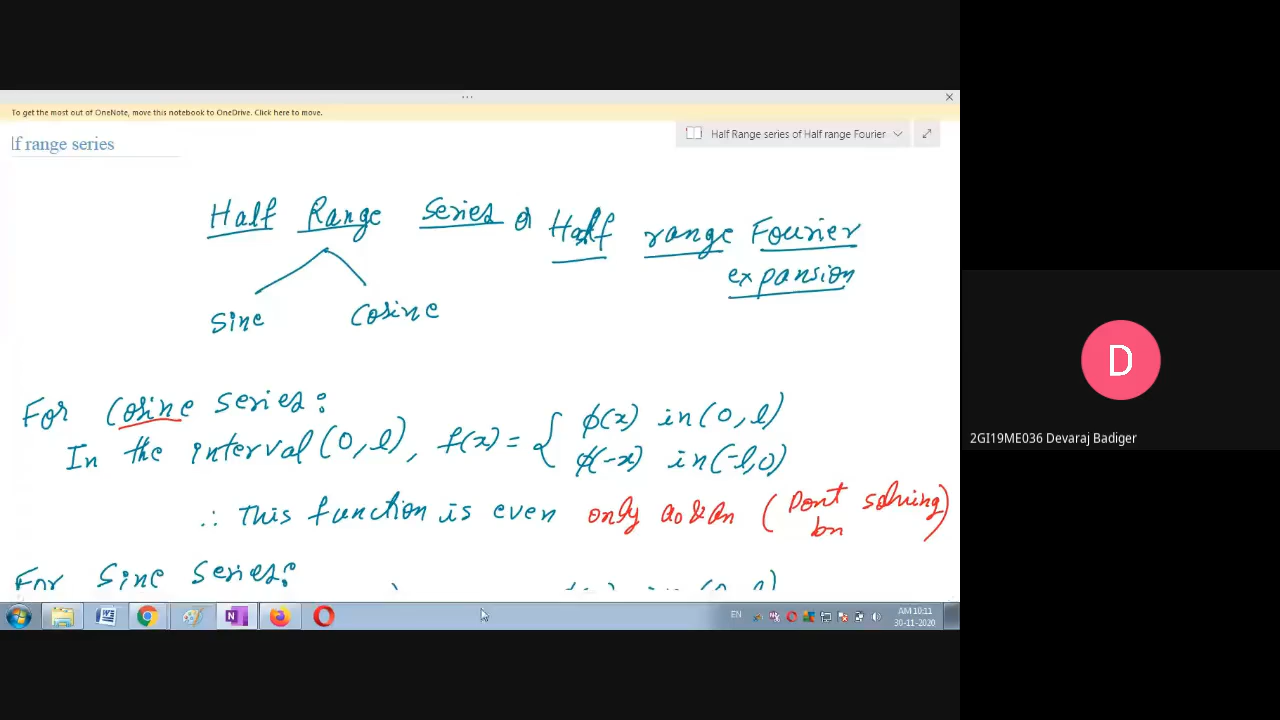 To get the most out of OneNote, move this notebook to OneDrive. Click here to move.
lf range series
Half Range series of Half range Fourier
Half Range series or Half range Fourier
expansion
Sine Cosine
For Cosine series:
In the interval (0, l), f(x) = { φ(x) in (0, l)
φ(-x) in (-l, 0)
∴ This function is even only a0 & an (Dont solving
bn)
For Sine series:
D
2GI19ME036 Devaraj Badiger
EN
AM 10:11
30-11-2020